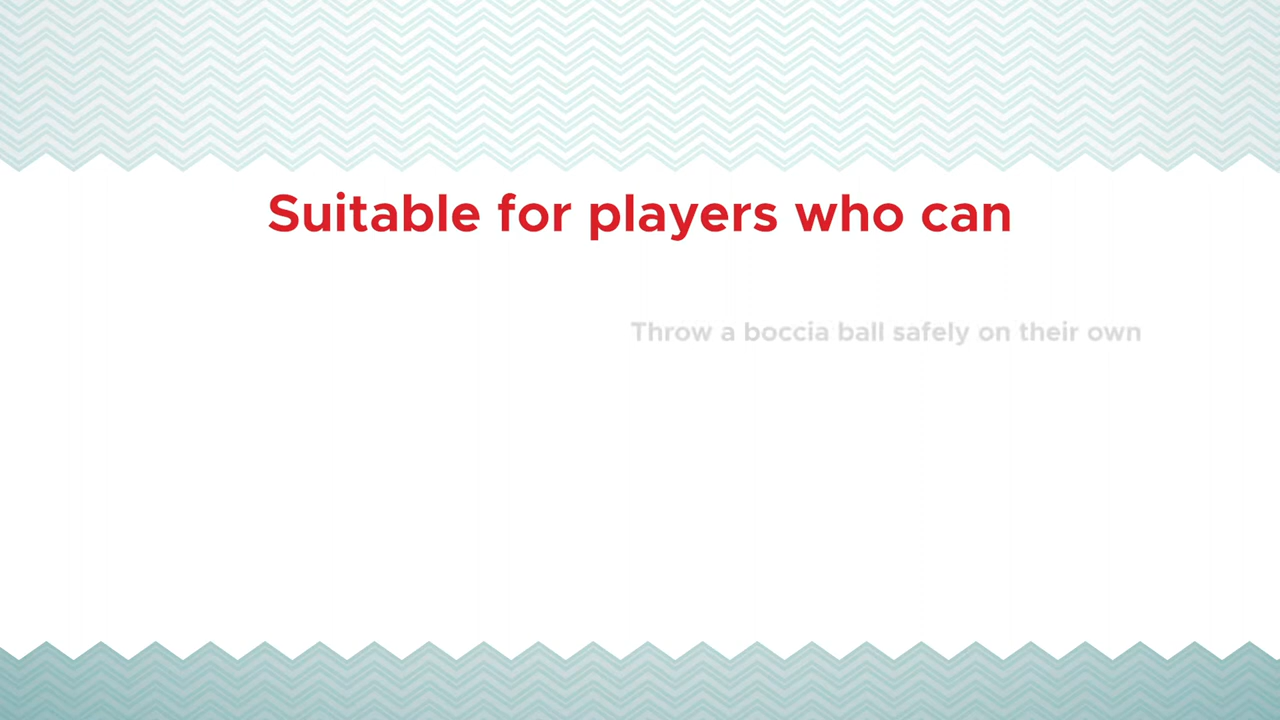 Suitable for players who can
Throw a boccia ball safely on their own